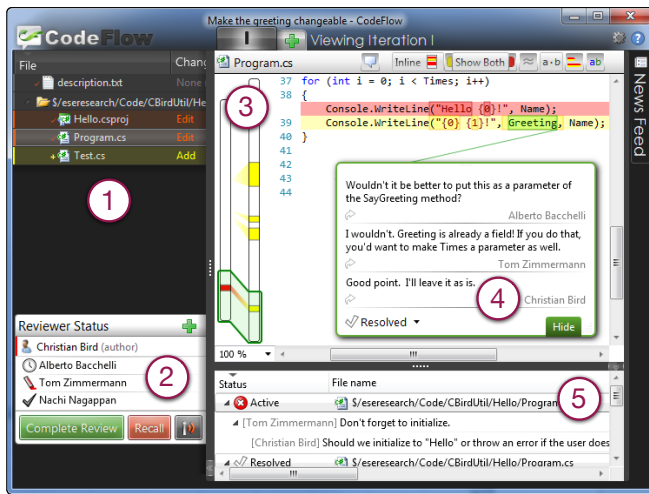 Make the greeting changeable - CodeFlow
CodeFlow
I
Viewing Iteration I
File
Chang
description.txt
None
$/eseresearch/Code/CBirdUtil/He
Hello.csproj
Edit
Program.cs
Edit
Test.cs
Add
1
Reviewer Status
Christian Bird (author)
Alberto Bacchelli
Tom Zimmermann
Nachi Nagappan
2
Complete Review
Recall
Program.cs
Inline
Show Both
a·b
ab
News Feed
3
37 for (int i = 0; i < Times; i++)
38 {
Console.WriteLine("Hello {0}!", Name);
39 Console.WriteLine("{0} {1}!", Greeting, Name);
40 }
41
42
43
44
Wouldn't it be better to put this as a parameter of
the SayGreeting method?
Alberto Bacchelli
I wouldn't. Greeting is already a field! If you do that,
you'd want to make Times a parameter as well.
Tom Zimmermann
Good point. I'll leave it as is.
Christian Bird
4
Resolved
Hide
100 %
Status
File name
5
Active
$/eseresearch/Code/CBirdUtil/Hello/Program.cs
[Tom Zimmermann] Don't forget to initialize.
[Christian Bird] Should we initialize to "Hello" or throw an error if the user does
Resolved
$/eseresearch/Code/CBirdUtil/Hello/Program.cs